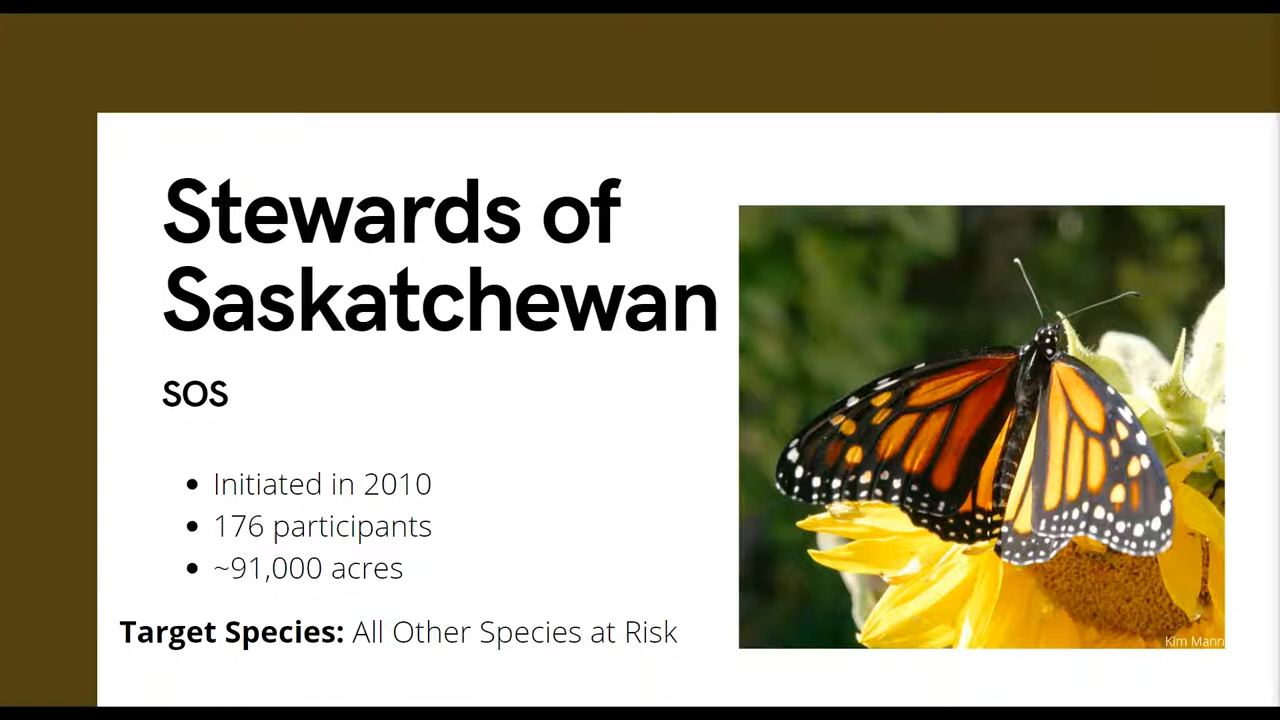 Stewards of
Saskatchewan
SOS
• Initiated in 2010
• 176 participants
• ~91,000 acres
Target Species: All Other Species at Risk
Kim Mann